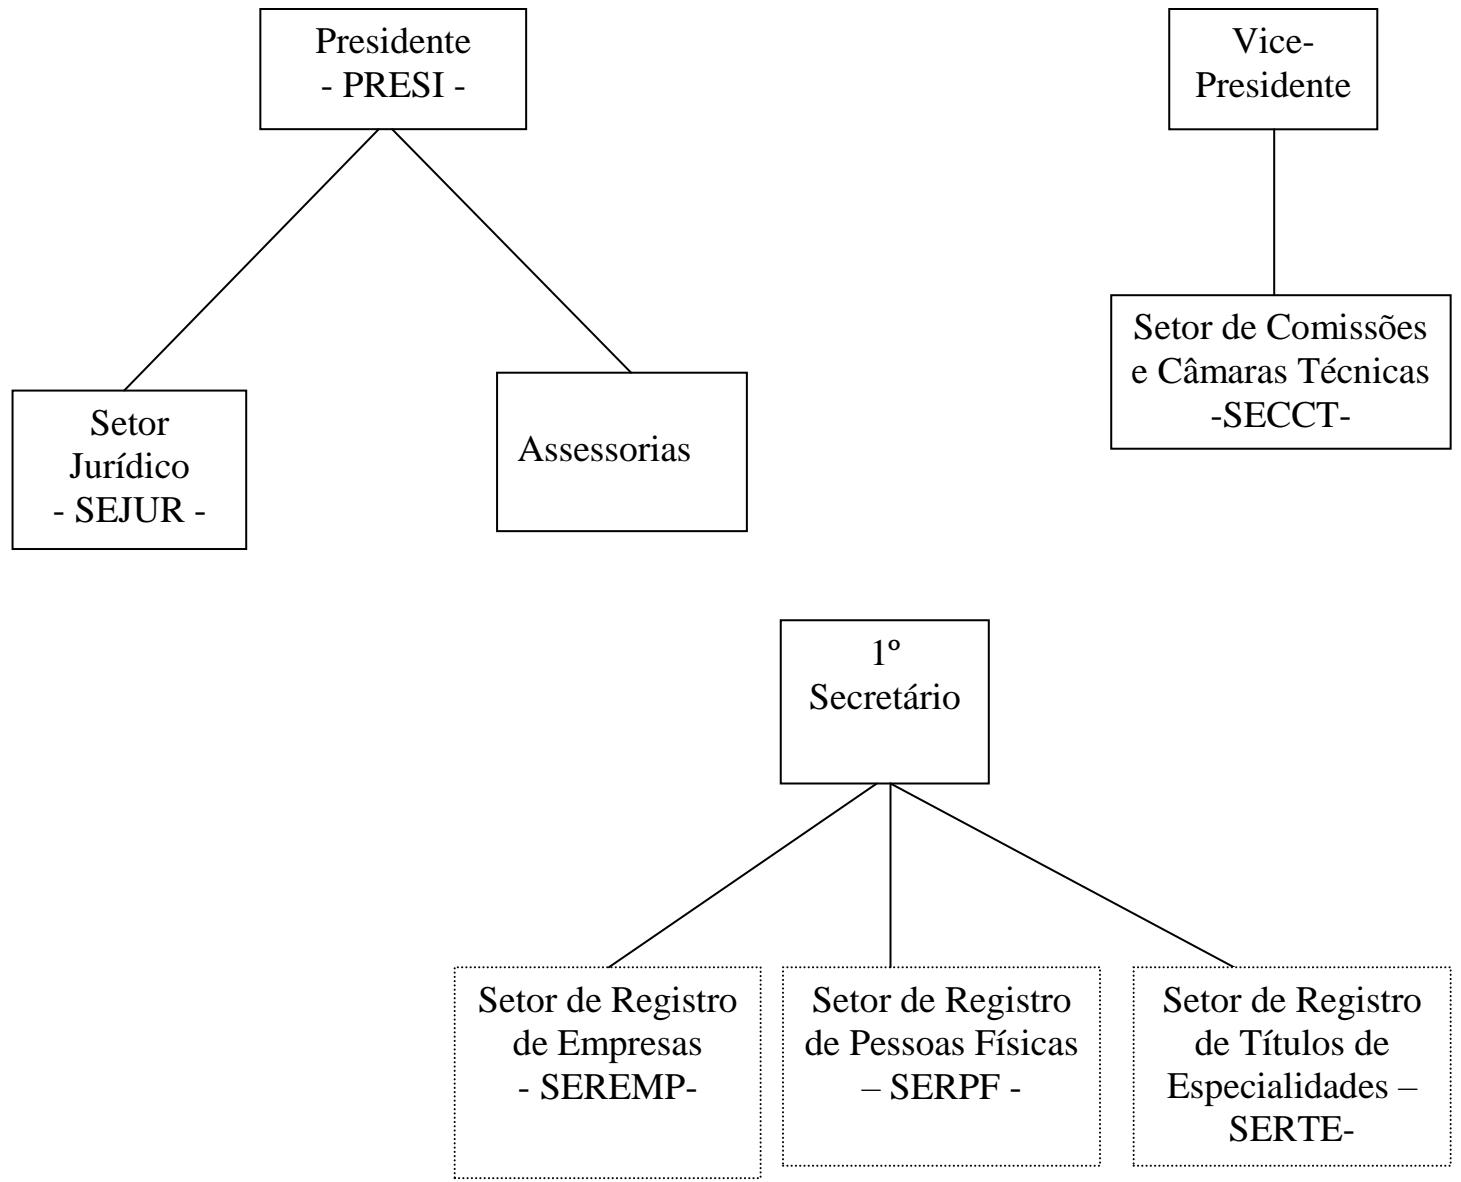 Presidente
- PRESI -
Vice-
Presidente
Setor de Comissões
e Câmaras Técnicas
-SECCT-
Setor
Jurídico
- SEJUR -
Assessorias
1º
Secretário
Setor de Registro
de Empresas
- SEREMP-
Setor de Registro
de Pessoas Físicas
– SERPF -
Setor de Registro
de Títulos de
Especialidades –
SERTE-